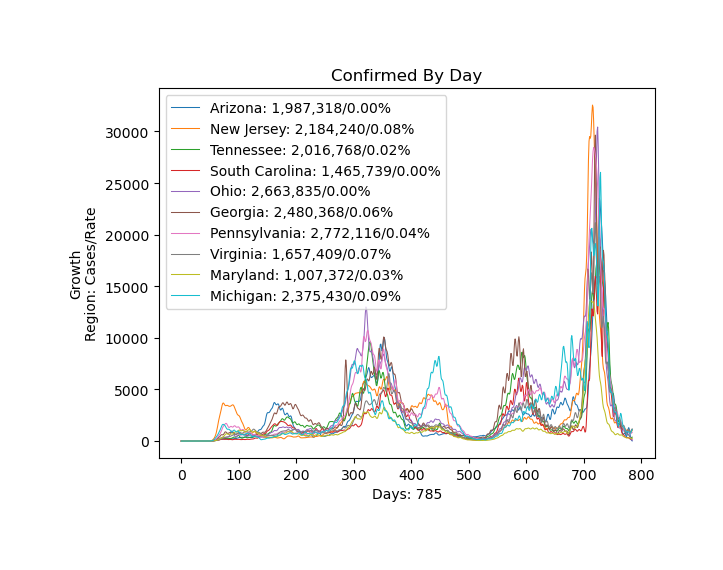 Confirmed By Day
Growth
Region: Cases/Rate
30000
25000
20000
15000
10000
5000
0
Arizona: 1,987,318/0.00%
New Jersey: 2,184,240/0.08%
Tennessee: 2,016,768/0.02%
South Carolina: 1,465,739/0.00%
Ohio: 2,663,835/0.00%
Georgia: 2,480,368/0.06%
Pennsylvania: 2,772,116/0.04%
Virginia: 1,657,409/0.07%
Maryland: 1,007,372/0.03%
Michigan: 2,375,430/0.09%
0 100 200 300 400 500 600 700 800
Days: 785